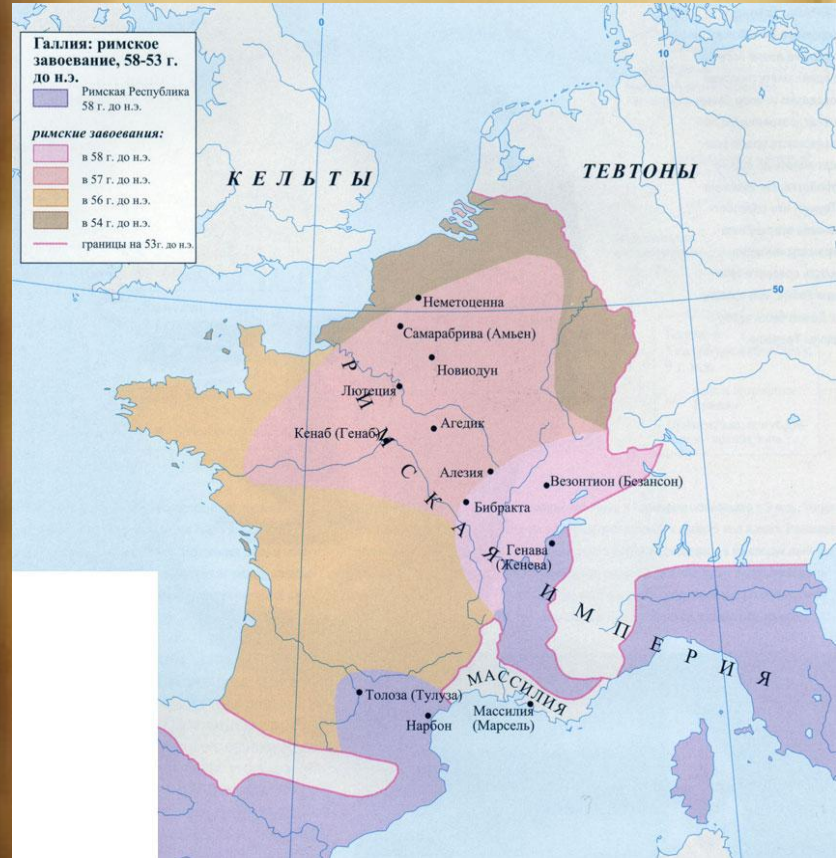 Галлия: римское
завоевание, 58-53 г.
до н.э.
Римская Республика
58 г. до н.э.
римские завоевания:
в 58 г. до н.э.
в 57 г. до н.э.
в 56 г. до н.э.
в 54 г. до н.э.
границы на 53г. до н.э.
0
10
КЕЛЬТЫ
ТЕВТОНЫ
50
Неметоценна
Самарабрива (Амьен)
Новиодун
Лютеция
Кенаб (Генаб)
Агедик
Алезия
Везонтион (Безансон)
Бибракта
Генава
(Женева)
РИМСКАЯ ИМПЕРИЯ
МАССИЛИЯ
Толоза (Тулуза)
Нарбон
Массилия
(Марсель)